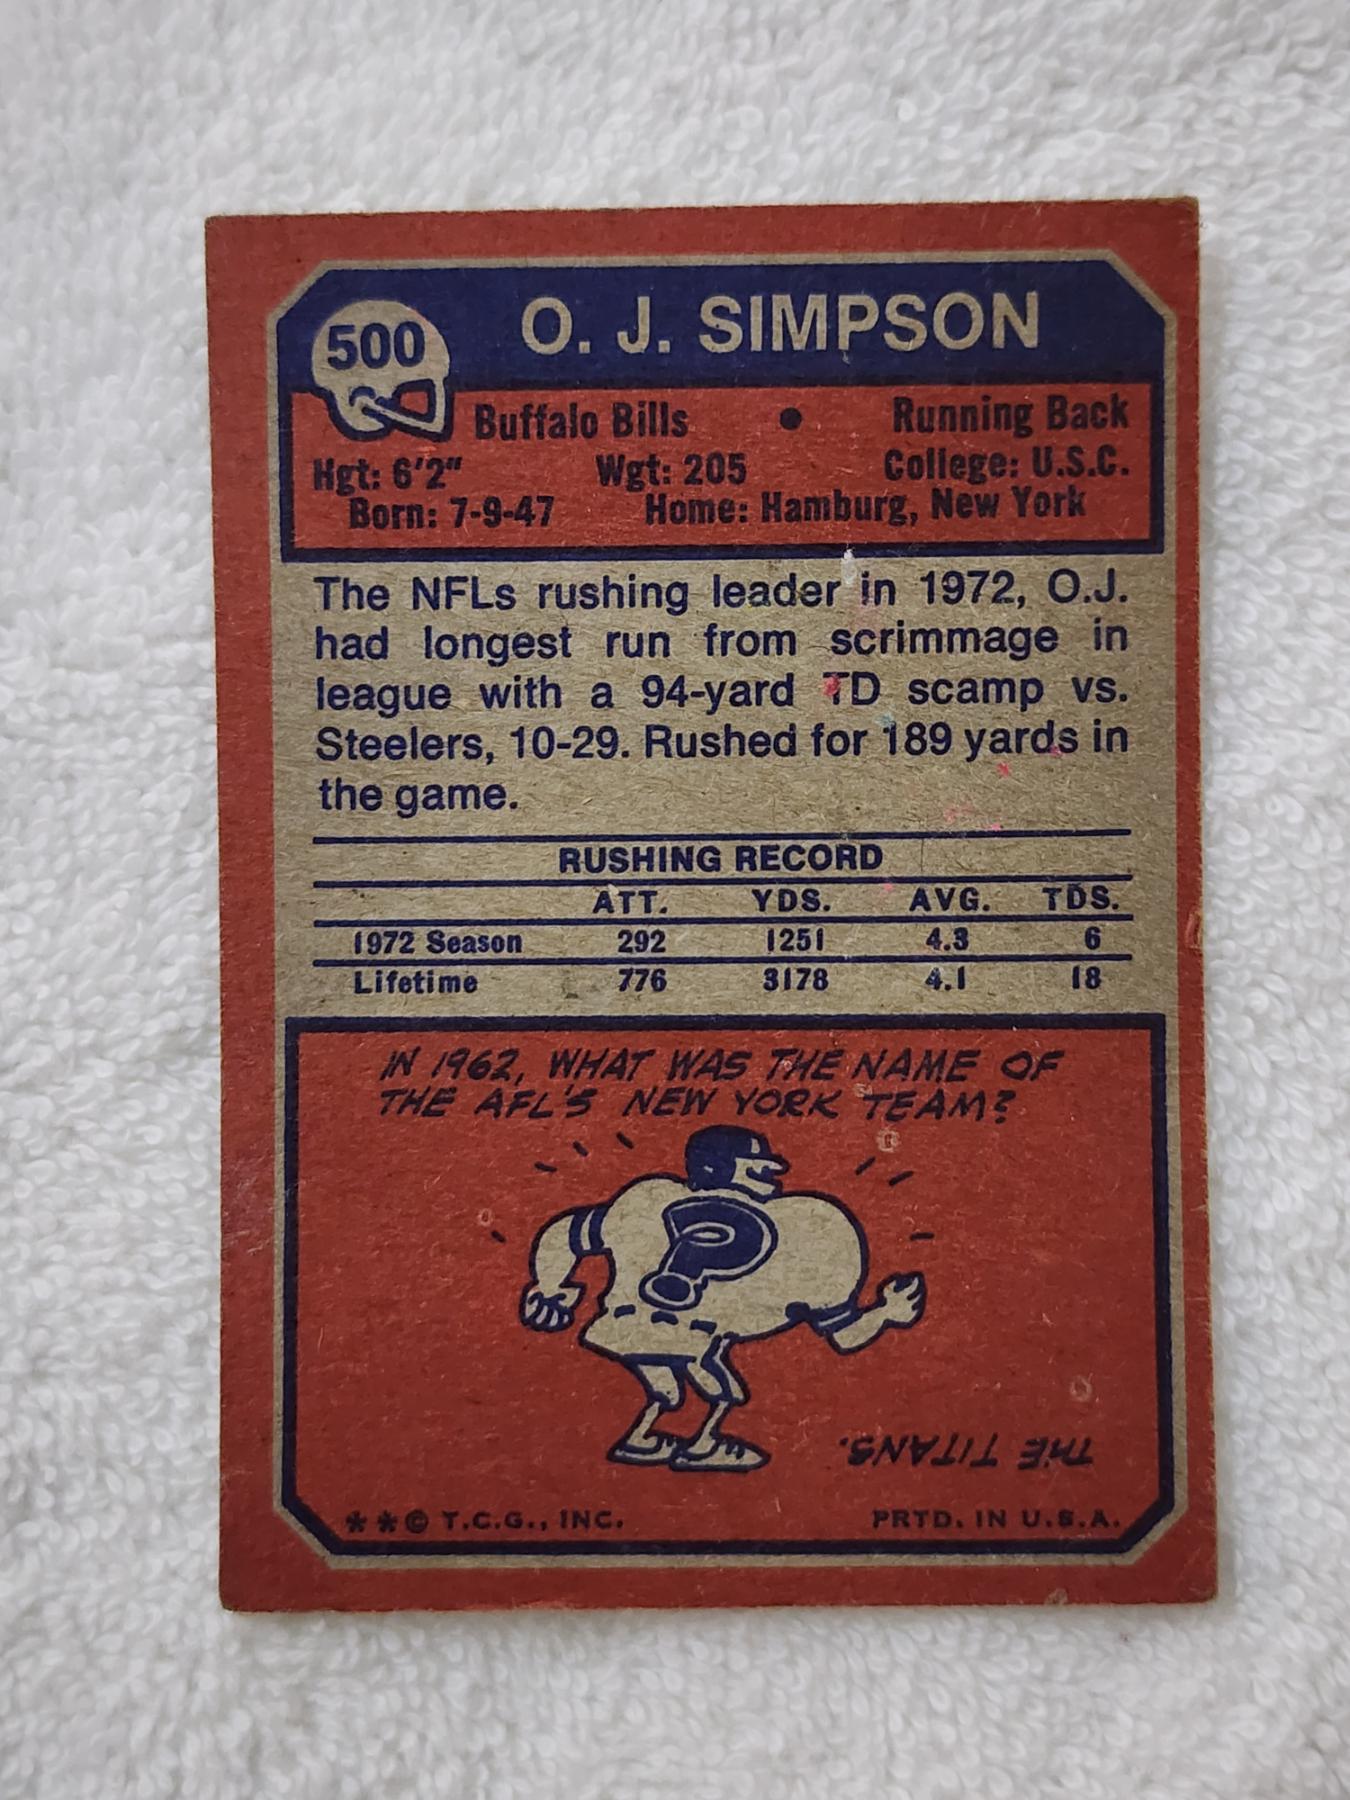 500
O. J. SIMPSON
Buffalo Bills • Running Back
Hgt: 6'2" Wgt: 205 College: U.S.C.
Born: 7-9-47 Home: Hamburg, New York
The NFLs rushing leader in 1972, O.J.
had longest run from scrimmage in
league with a 94-yard TD scamp vs.
Steelers, 10-29. Rushed for 189 yards in
the game.
RUSHING RECORD
ATT. YDS. AVG. TDS.
1972 Season 292 1251 4.3 6
Lifetime 776 3178 4.1 18
IN 1962, WHAT WAS THE NAME OF
THE AFL'S NEW YORK TEAM?
?
THE TITANS.
**© T.C.G., INC. PRTD. IN U.S.A.